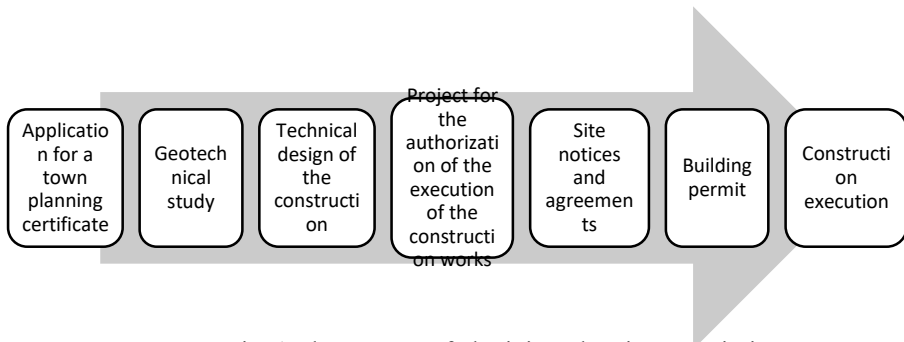 Applicatio
n for a
town
planning
certificate
Geotech
nical
study
Technical
design of
the
constructi
on
Project for
the
authorizati
on of the
execution
of the
constructi
on works
Site
notices
and
agreemen
ts
Building
permit
Constructi
on
execution